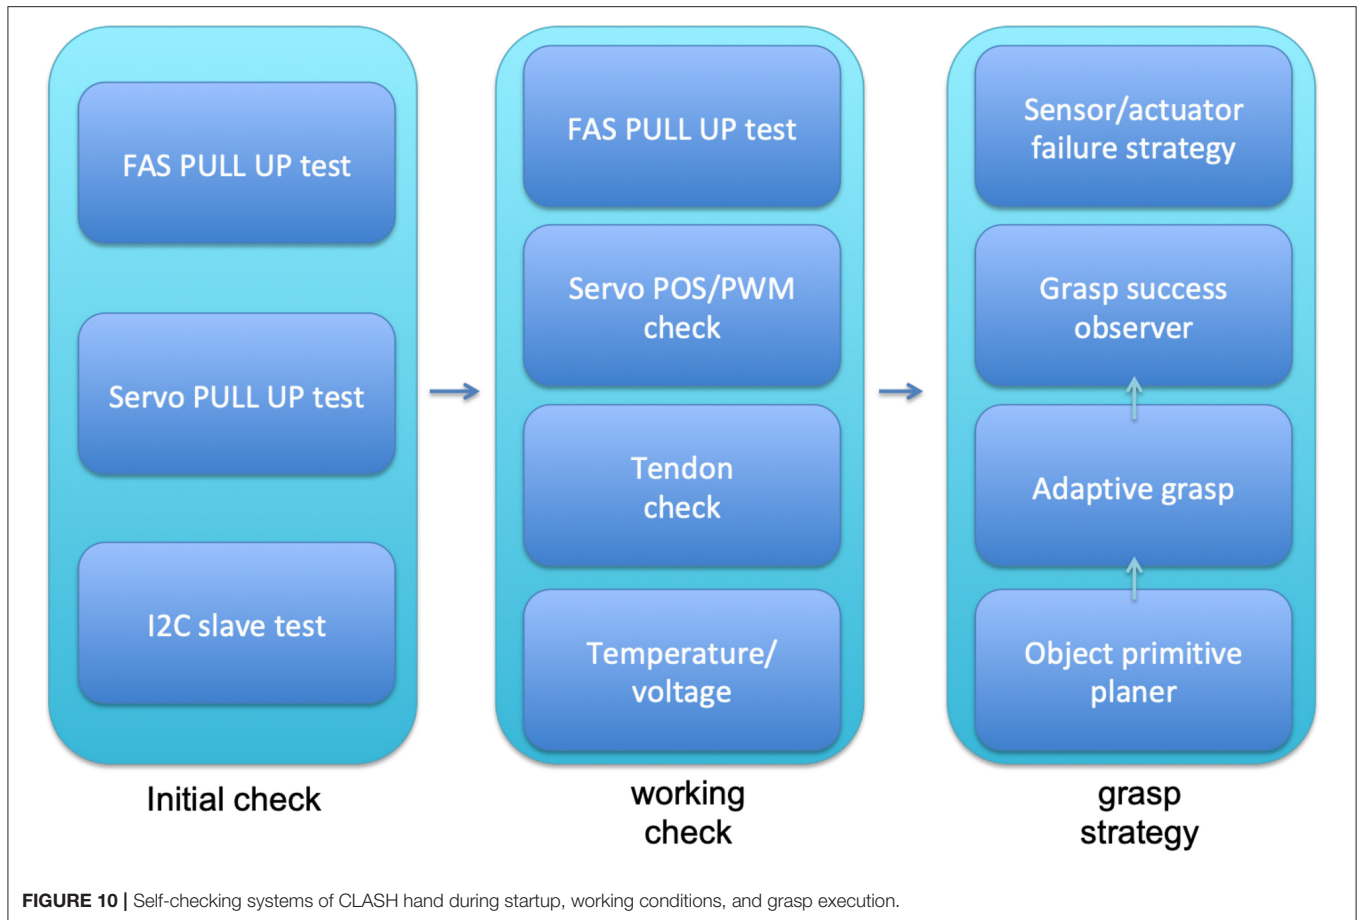 FAS PULL UP test
Servo PULL UP test
I2C slave test
Initial check
FAS PULL UP test
Servo POS/PWM
check
Tendon
check
Temperature/
voltage
working
check
Sensor/actuator
failure strategy
Grasp success
observer
Adaptive grasp
Object primitive
planer
grasp
strategy
FIGURE 10 | Self-checking systems of CLASH hand during startup, working conditions, and grasp execution.